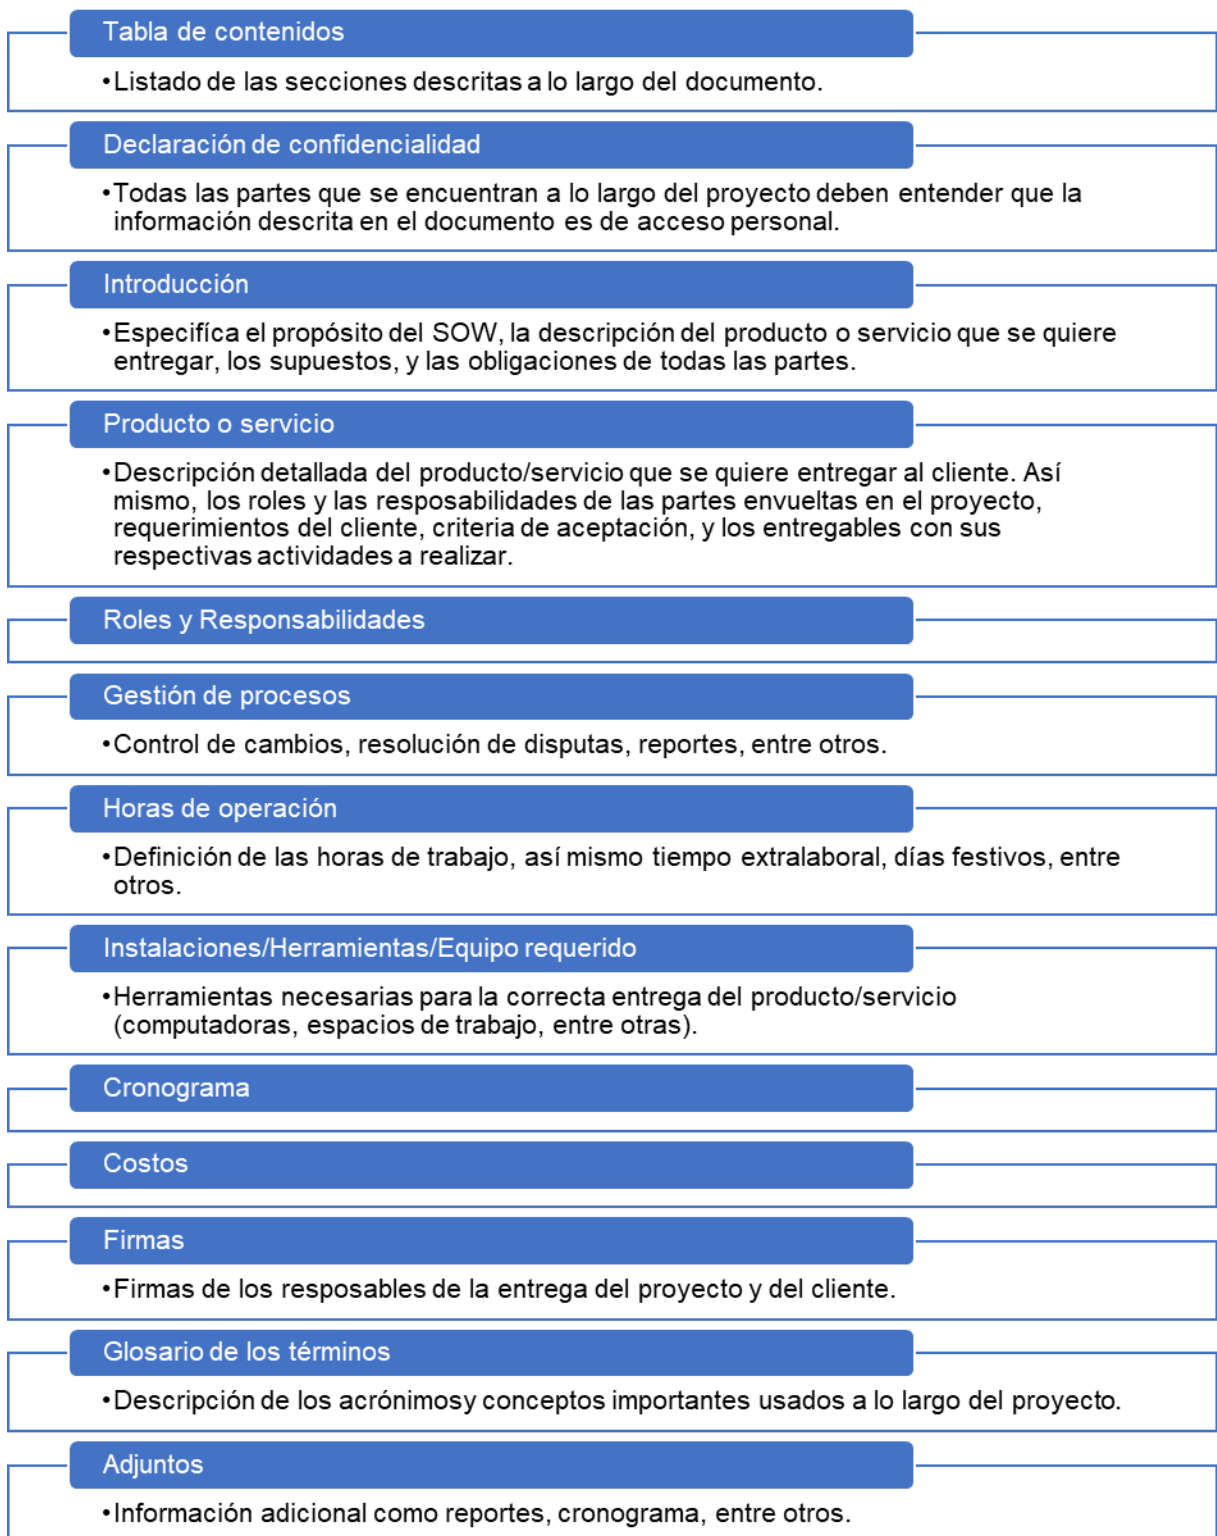 Tabla de contenidos
•Listado de las secciones descritas a lo largo del documento.
Declaración de confidencialidad
•Todas las partes que se encuentran a lo largo del proyecto deben entender que la
información descrita en el documento es de acceso personal.
Introducción
•Especifíca el propósito del SOW, la descripción del producto o servicio que se quiere
entregar, los supuestos, y las obligaciones de todas las partes.
Producto o servicio
•Descripción detallada del producto/servicio que se quiere entregar al cliente. Así
mismo, los roles y las resposabilidades de las partes envueltas en el proyecto,
requerimientos del cliente, criteria de aceptación, y los entregables con sus
respectivas actividades a realizar.
Roles y Responsabilidades
Gestión de procesos
•Control de cambios, resolución de disputas, reportes, entre otros.
Horas de operación
•Definición de las horas de trabajo, así mismo tiempo extralaboral, días festivos, entre
otros.
Instalaciones/Herramientas/Equipo requerido
•Herramientas necesarias para la correcta entrega del producto/servicio
(computadoras, espacios de trabajo, entre otras).
Cronograma
Costos
Firmas
•Firmas de los resposables de la entrega del proyecto y del cliente.
Glosario de los términos
•Descripción de los acrónimosy conceptos importantes usados a lo largo del proyecto.
Adjuntos
•Información adicional como reportes, cronograma, entre otros.